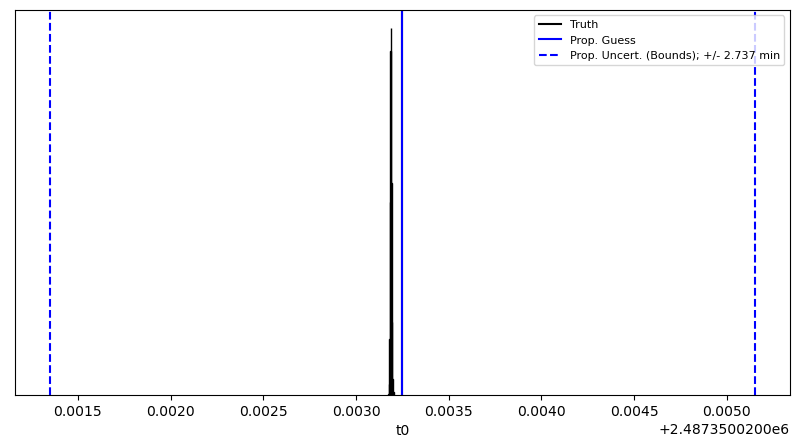 Truth
Prop. Guess
Prop. Uncert. (Bounds); +/- 2.737 min
0.0015 0.0020 0.0025 0.0030 0.0035 0.0040 0.0045 0.0050
t0
+2.4873500200e6